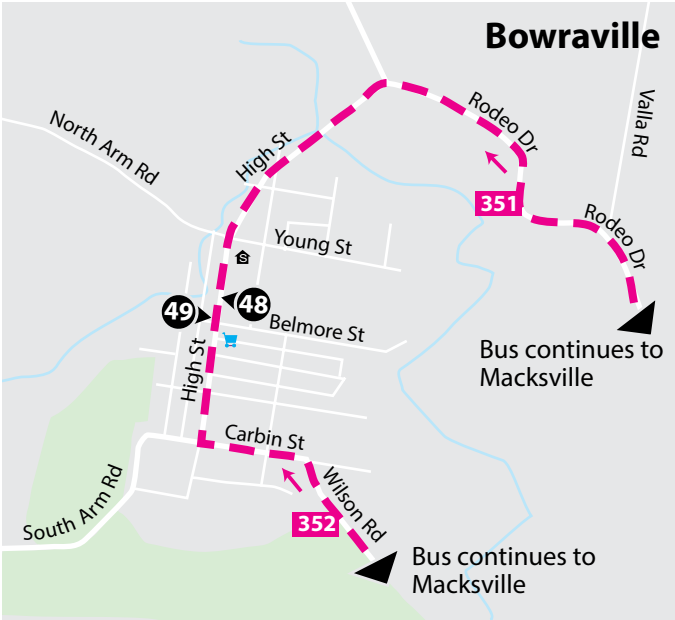 Bowraville
Rodeo Dr
Valla Rd
North Arm Rd
High St
351
Rodeo Dr
Young St
S
49
48
Belmore St
Bus continues to
Macksville
High St
Carbin St
South Arm Rd
Wilson Rd
352
Bus continues to
Macksville